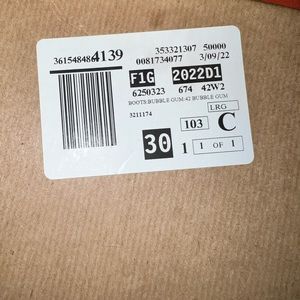 353321307 50000
3615484864139 0081734077 3/09/22
F1G 2022D1
6250323 674 42W2
BOOTS:BUBBLE GUM:42 BUBBLE GUM
LRG
3211174 103 C
30 1 1 OF 1